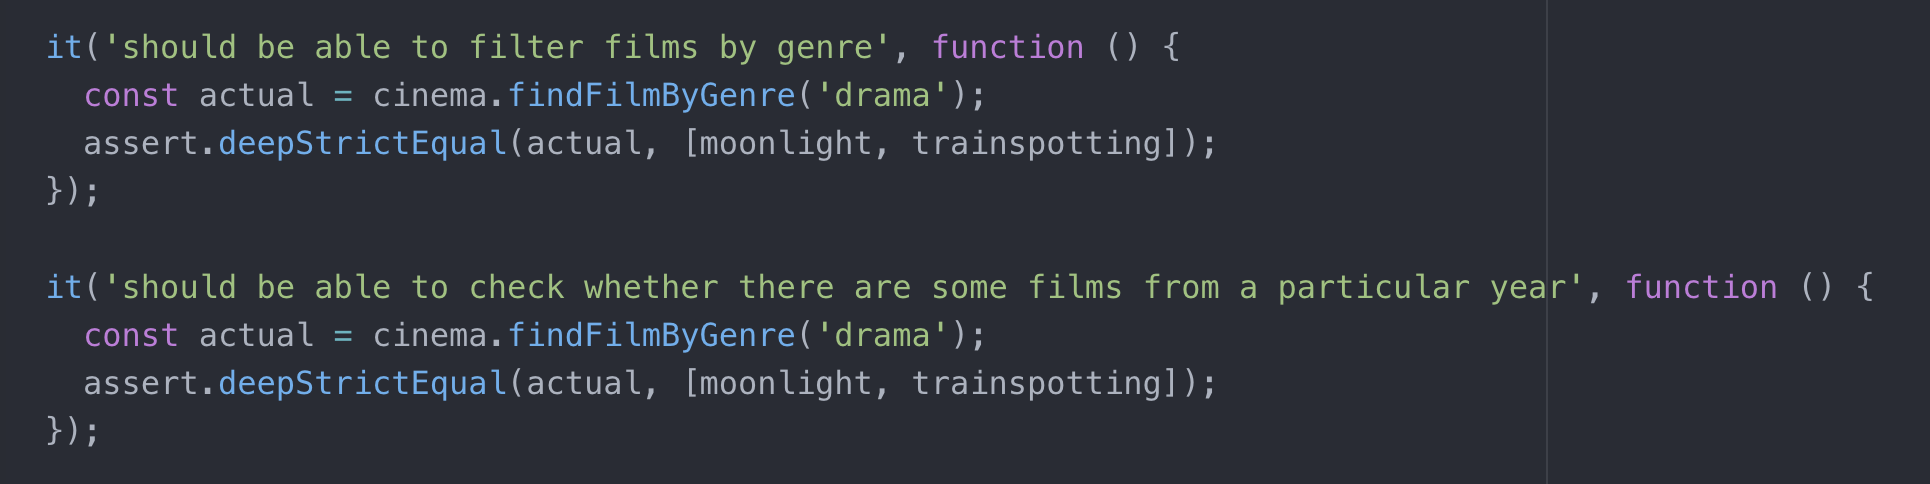 it('should be able to filter films by genre', function () {
  const actual = cinema.findFilmByGenre('drama');
  assert.deepStrictEqual(actual, [moonlight, trainspotting]);
});

it('should be able to check whether there are some films from a particular year', function () {
  const actual = cinema.findFilmByGenre('drama');
  assert.deepStrictEqual(actual, [moonlight, trainspotting]);
});